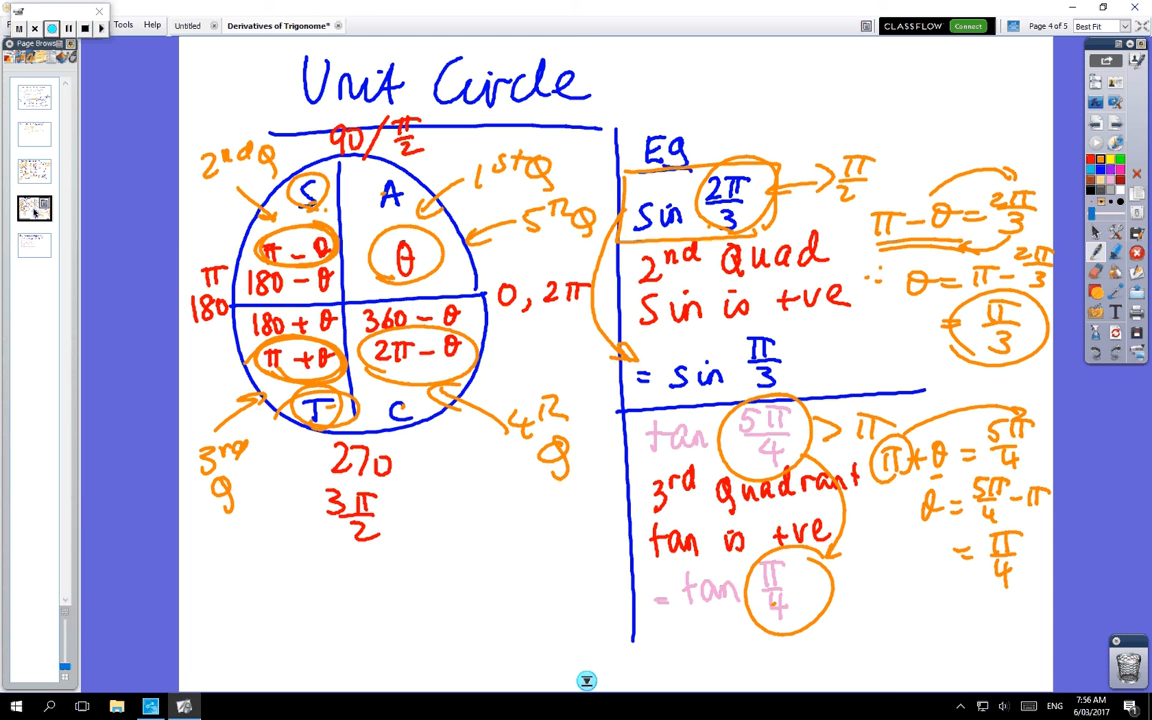 Tools Help Untitled Derivatives of Trigonome* CLASSFLOW Connect Page 4 of 5 Best Fit
Page Brows
Unit Circle
90 / π/2
2nd Q
1st Q
S A
5th Q
π - θ
θ
180 - θ
π
180
0, 2π
180 + θ
360 - θ
π + θ
2π - θ
T C
3rd
Q
4th
Q
270
3π/2
EG
sin 2π/3 > π/2
2nd Quad
Sin is +ve
= sin π/3
π - θ = 2π/3
∴ θ = π - 2π/3
= π/3
tan 5π/4 > π
3rd Quadrant
tan is +ve
= tan π/4
π + θ = 5π/4
θ = 5π/4 - π
= π/4
ENG
7:56 AM
6/03/2017